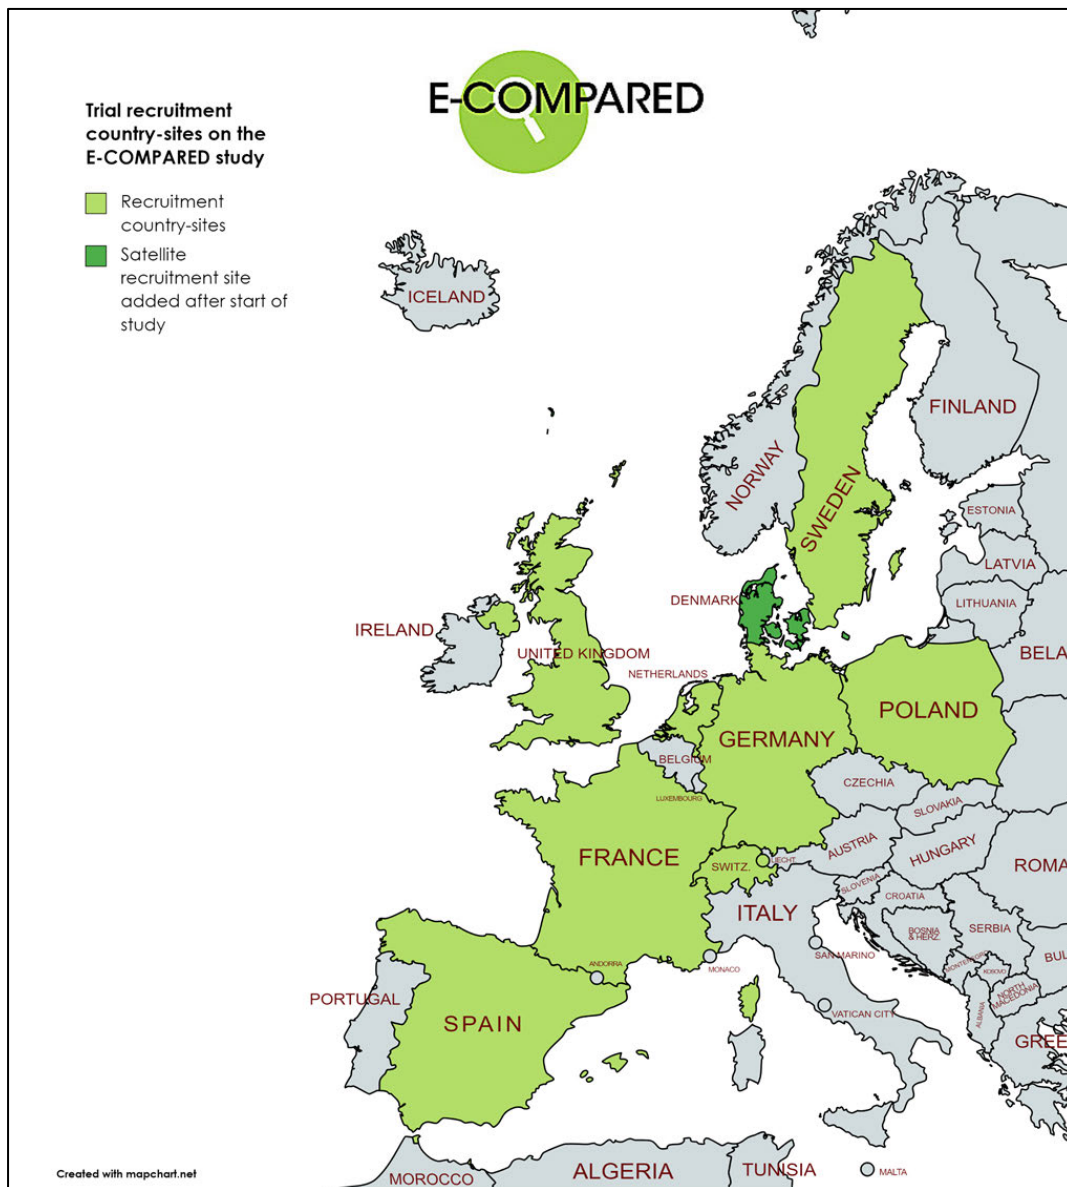 E-COMPARED
Trial recruitment
country-sites on the
E-COMPARED study
Recruitment
country-sites
Satellite
recruitment site
added after start of
study
ICELAND
FINLAND
NORWAY
SWEDEN
ESTONIA
LATVIA
DENMARK
LITHUANIA
IRELAND
UNITED KINGDOM
BELA
NETHERLANDS
POLAND
GERMANY
BELGIUM
CZECHIA
LUXEMBOURG
SLOVAKIA
AUSTRIA
HUNGARY
FRANCE
SWITZ.
LIECHT.
ROMA
SLOVENIA
CROATIA
ITALY
BOSNIA
& HERZ.
SERBIA
SAN MARINO
BUL
MONTENEGRO
KOSOVO
ANDORRA
MONACO
NORTH
MACEDONIA
PORTUGAL
SPAIN
VATICAN CITY
ALBANIA
GREE
MOROCCO
ALGERIA
TUNISIA
MALTA
Created with mapchart.net